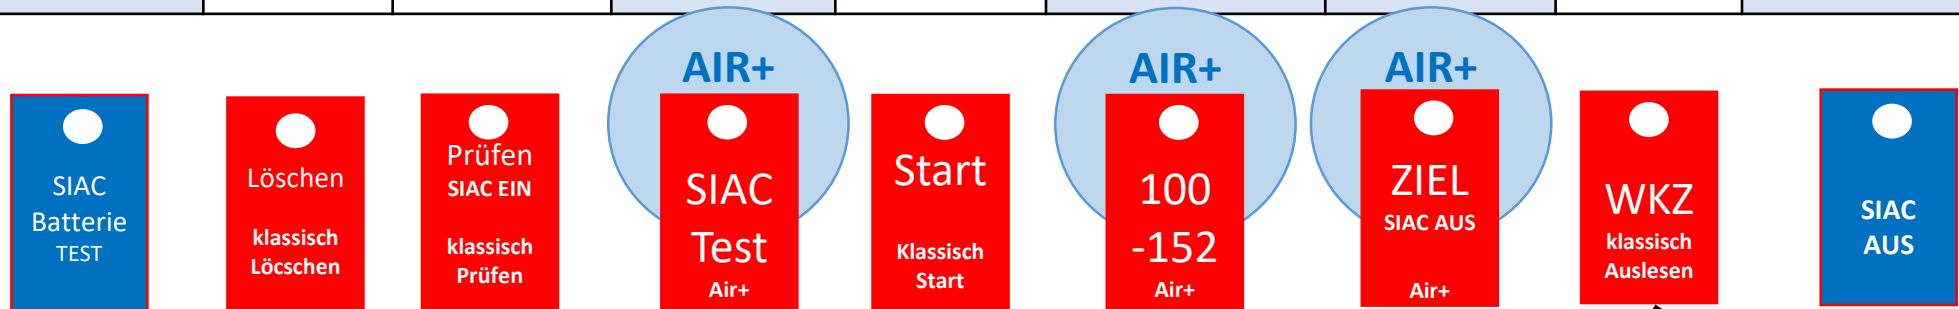 SIAC
Batterie
TEST
Löschen
klassisch
Löcschen
Prüfen
SIAC EIN
klassisch
Prüfen
AIR+
SIAC
Test
Air+
Start
Klassisch
Start
AIR+
100
-152
Air+
AIR+
ZIEL
SIAC AUS
Air+
WKZ
klassisch
Auslesen
SIAC
AUS